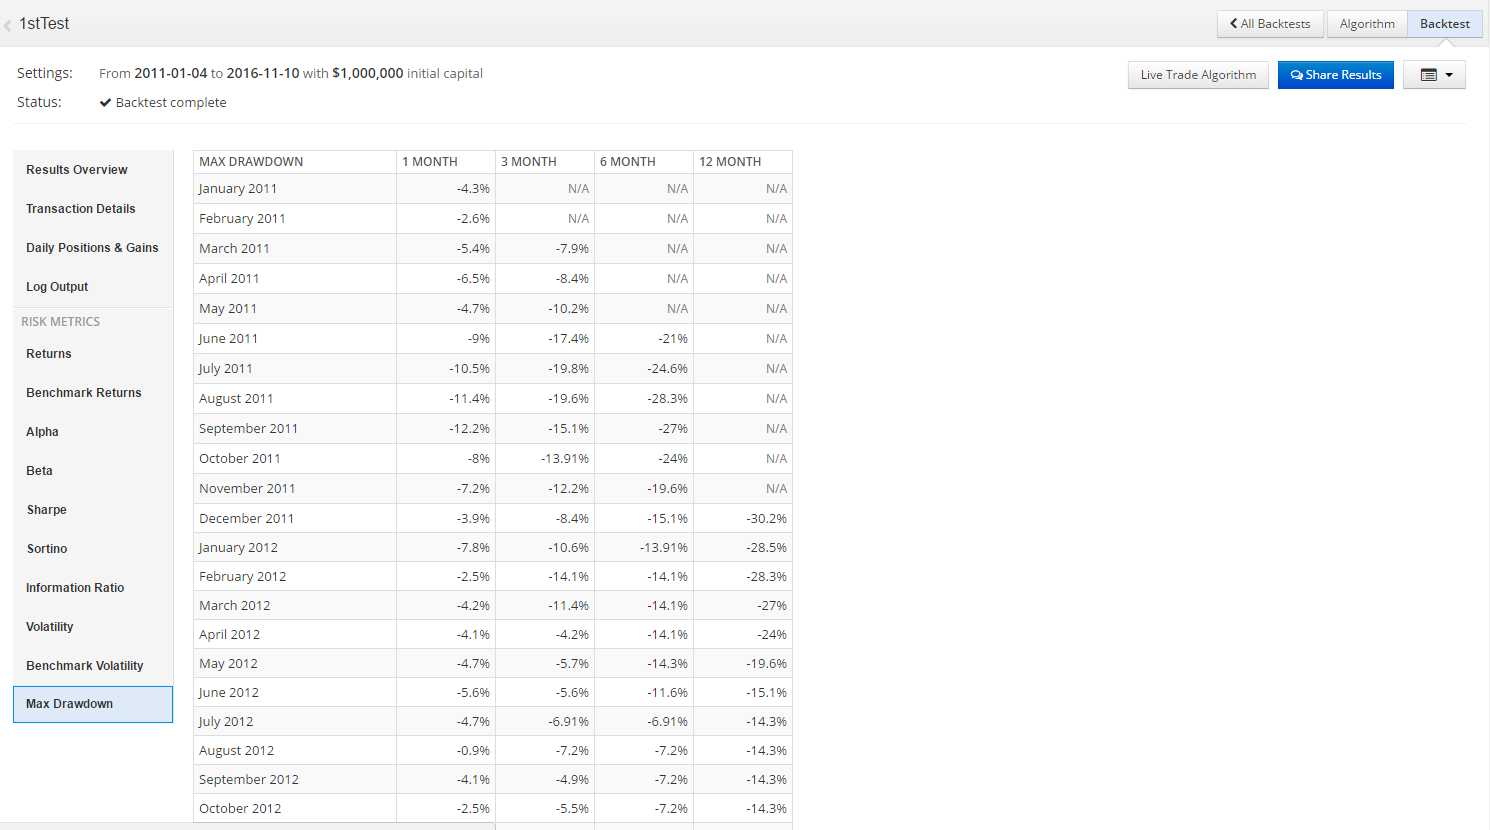 1stTest
All Backtests Algorithm Backtest
Settings: From 2011-01-04 to 2016-11-10 with $1,000,000 initial capital
Live Trade Algorithm Share Results
Status: Backtest complete
Results Overview
Transaction Details
Daily Positions & Gains
Log Output
RISK METRICS
Returns
Benchmark Returns
Alpha
Beta
Sharpe
Sortino
Information Ratio
Volatility
Benchmark Volatility
Max Drawdown
MAX DRAWDOWN 1 MONTH 3 MONTH 6 MONTH 12 MONTH
January 2011 -4.3% N/A N/A N/A
February 2011 -2.6% N/A N/A N/A
March 2011 -5.4% -7.9% N/A N/A
April 2011 -6.5% -8.4% N/A N/A
May 2011 -4.7% -10.2% N/A N/A
June 2011 -9% -17.4% -21% N/A
July 2011 -10.5% -19.8% -24.6% N/A
August 2011 -11.4% -19.6% -28.3% N/A
September 2011 -12.2% -15.1% -27% N/A
October 2011 -8% -13.91% -24% N/A
November 2011 -7.2% -12.2% -19.6% N/A
December 2011 -3.9% -8.4% -15.1% -30.2%
January 2012 -7.8% -10.6% -13.91% -28.5%
February 2012 -2.5% -14.1% -14.1% -28.3%
March 2012 -4.2% -11.4% -14.1% -27%
April 2012 -4.1% -4.2% -14.1% -24%
May 2012 -4.7% -5.7% -14.3% -19.6%
June 2012 -5.6% -5.6% -11.6% -15.1%
July 2012 -4.7% -6.91% -6.91% -14.3%
August 2012 -0.9% -7.2% -7.2% -14.3%
September 2012 -4.1% -4.9% -7.2% -14.3%
October 2012 -2.5% -5.5% -7.2% -14.3%